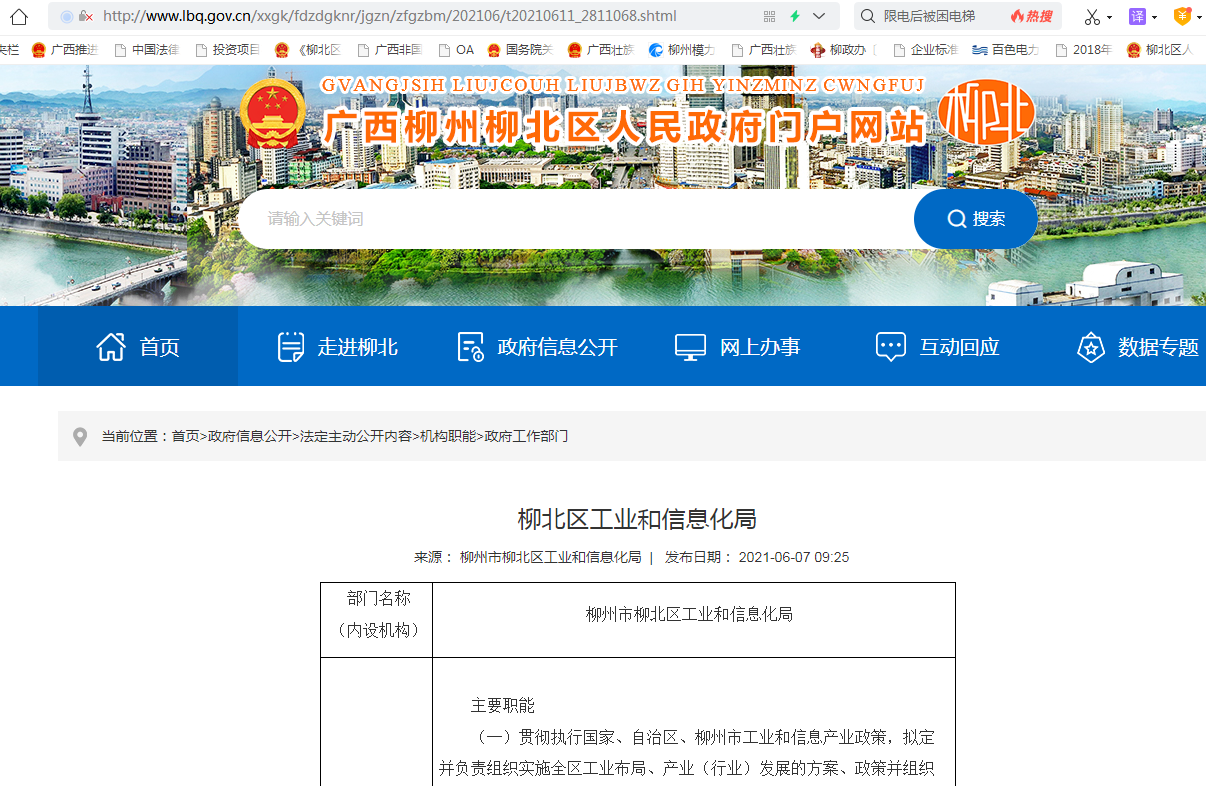 http://www.lbq.gov.cn/xxgk/fdzdgknr/jgzn/zfgzbm/202106/t20210611_2811068.shtml
限电后被困电梯
热搜
译
夹栏 广西推进 中国法律 投资项目 《柳北区 广西非国 OA 国务院关 广西壮族 柳州模力 广西壮族 柳政办〔 企业标准 百色电力 2018年 柳北区人
GVANGJSIH LIUJCOUH LIUJBWZ GIH YINZMINZ CWNGFUJ
广西柳州柳北区人民政府门户网站
柳北
请输入关键词
搜索
首页 走进柳北 政府信息公开 网上办事 互动回应 数据专题
当前位置：首页>政府信息公开>法定主动公开内容>机构职能>政府工作部门
柳北区工业和信息化局
来源： 柳州市柳北区工业和信息化局 | 发布日期： 2021-06-07 09:25
部门名称
（内设机构）
柳州市柳北区工业和信息化局
主要职能
（一）贯彻执行国家、自治区、柳州市工业和信息产业政策，拟定
并负责组织实施全区工业布局、产业（行业）发展的方案、政策并组织